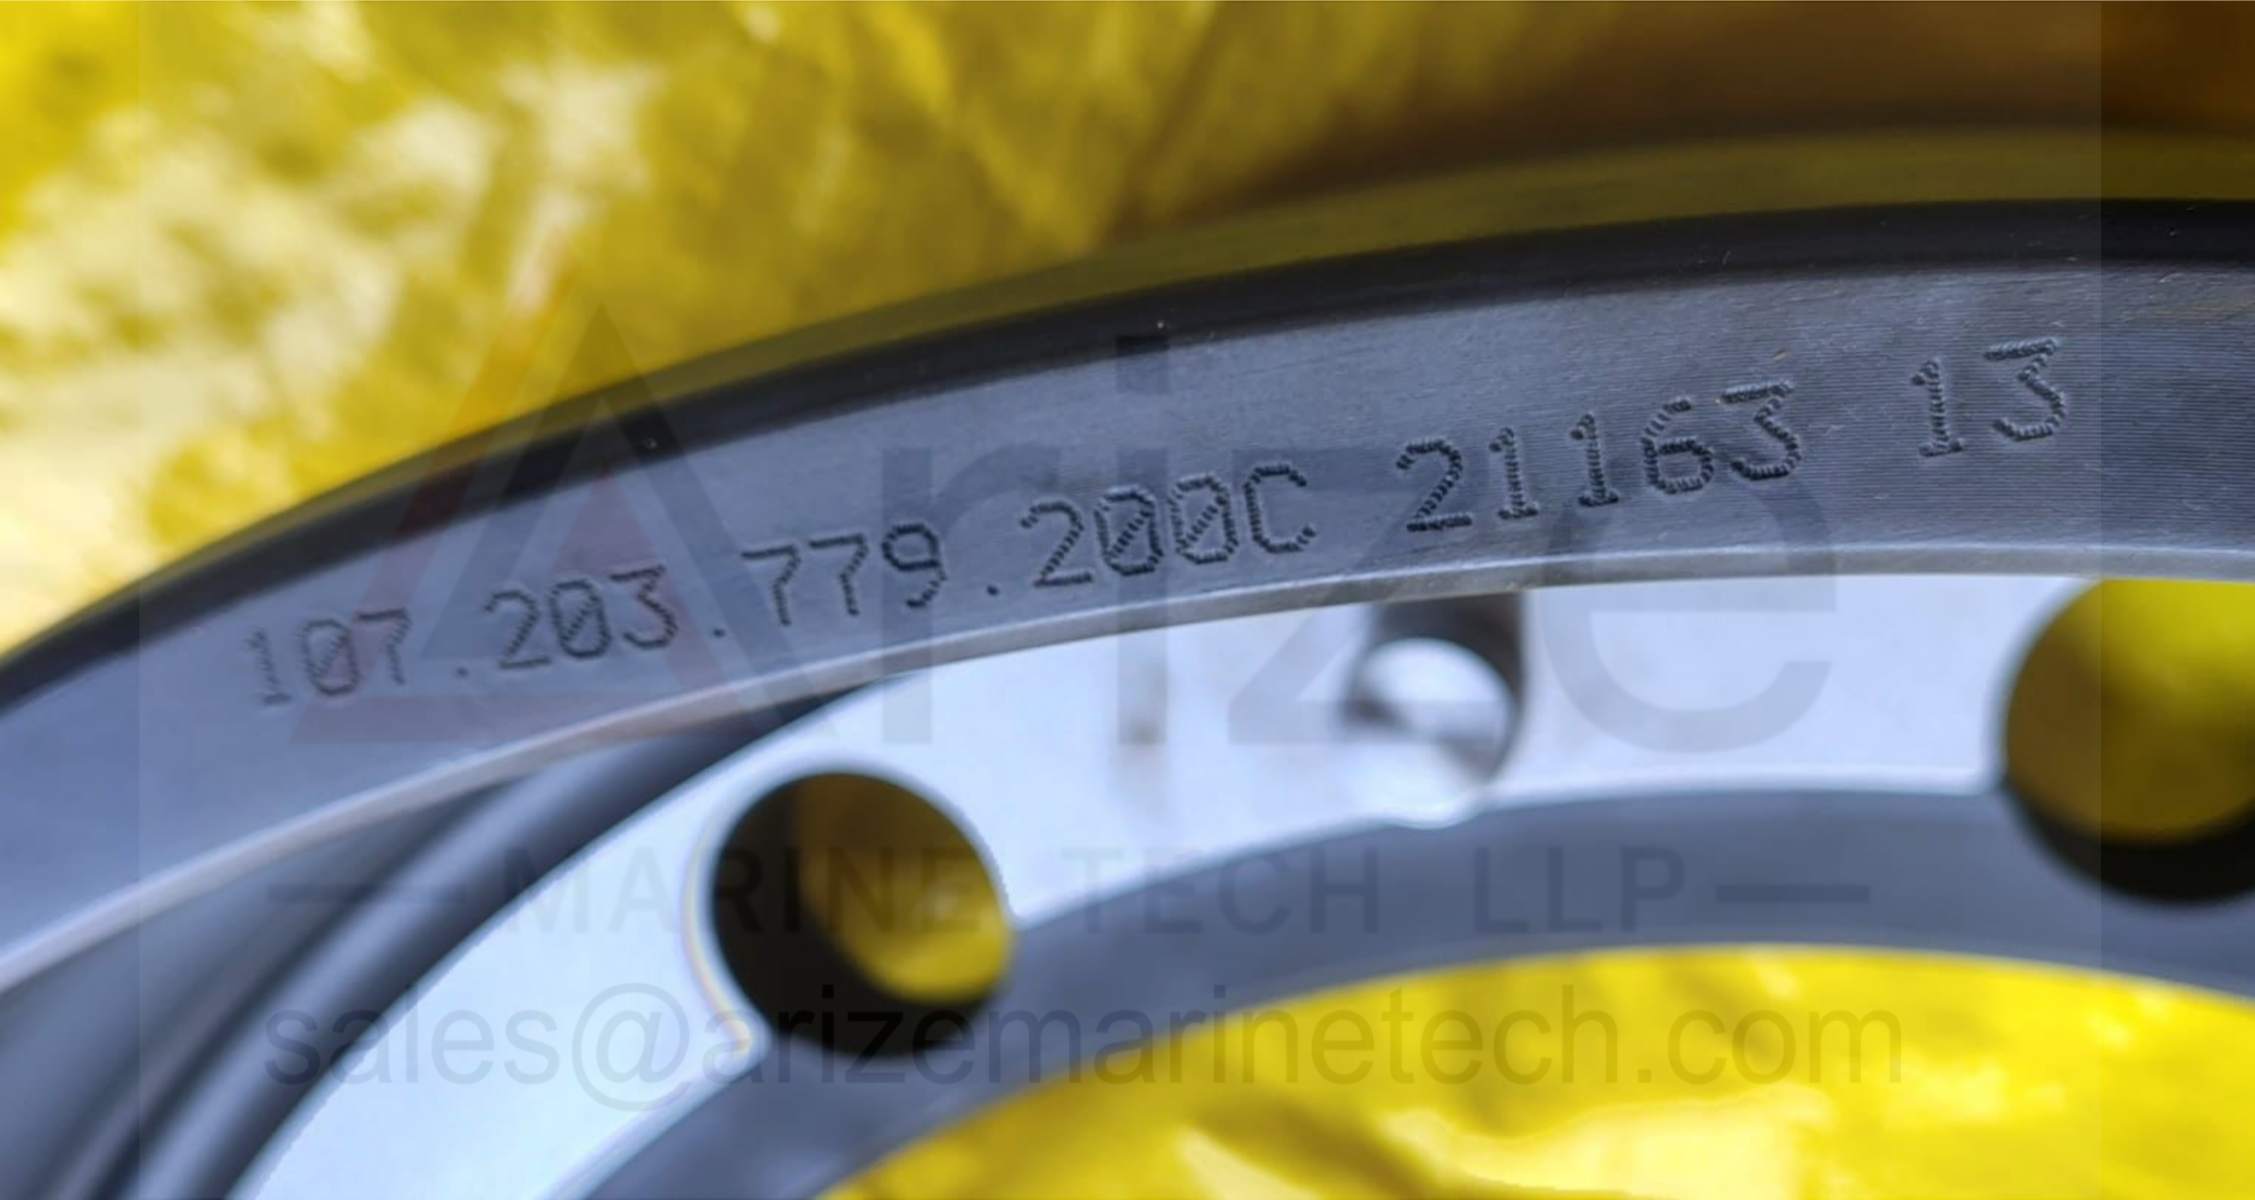 107.203.779.200C 21163 13
Arize
MARINE TECH LLP
sales@arizemarinetech.com